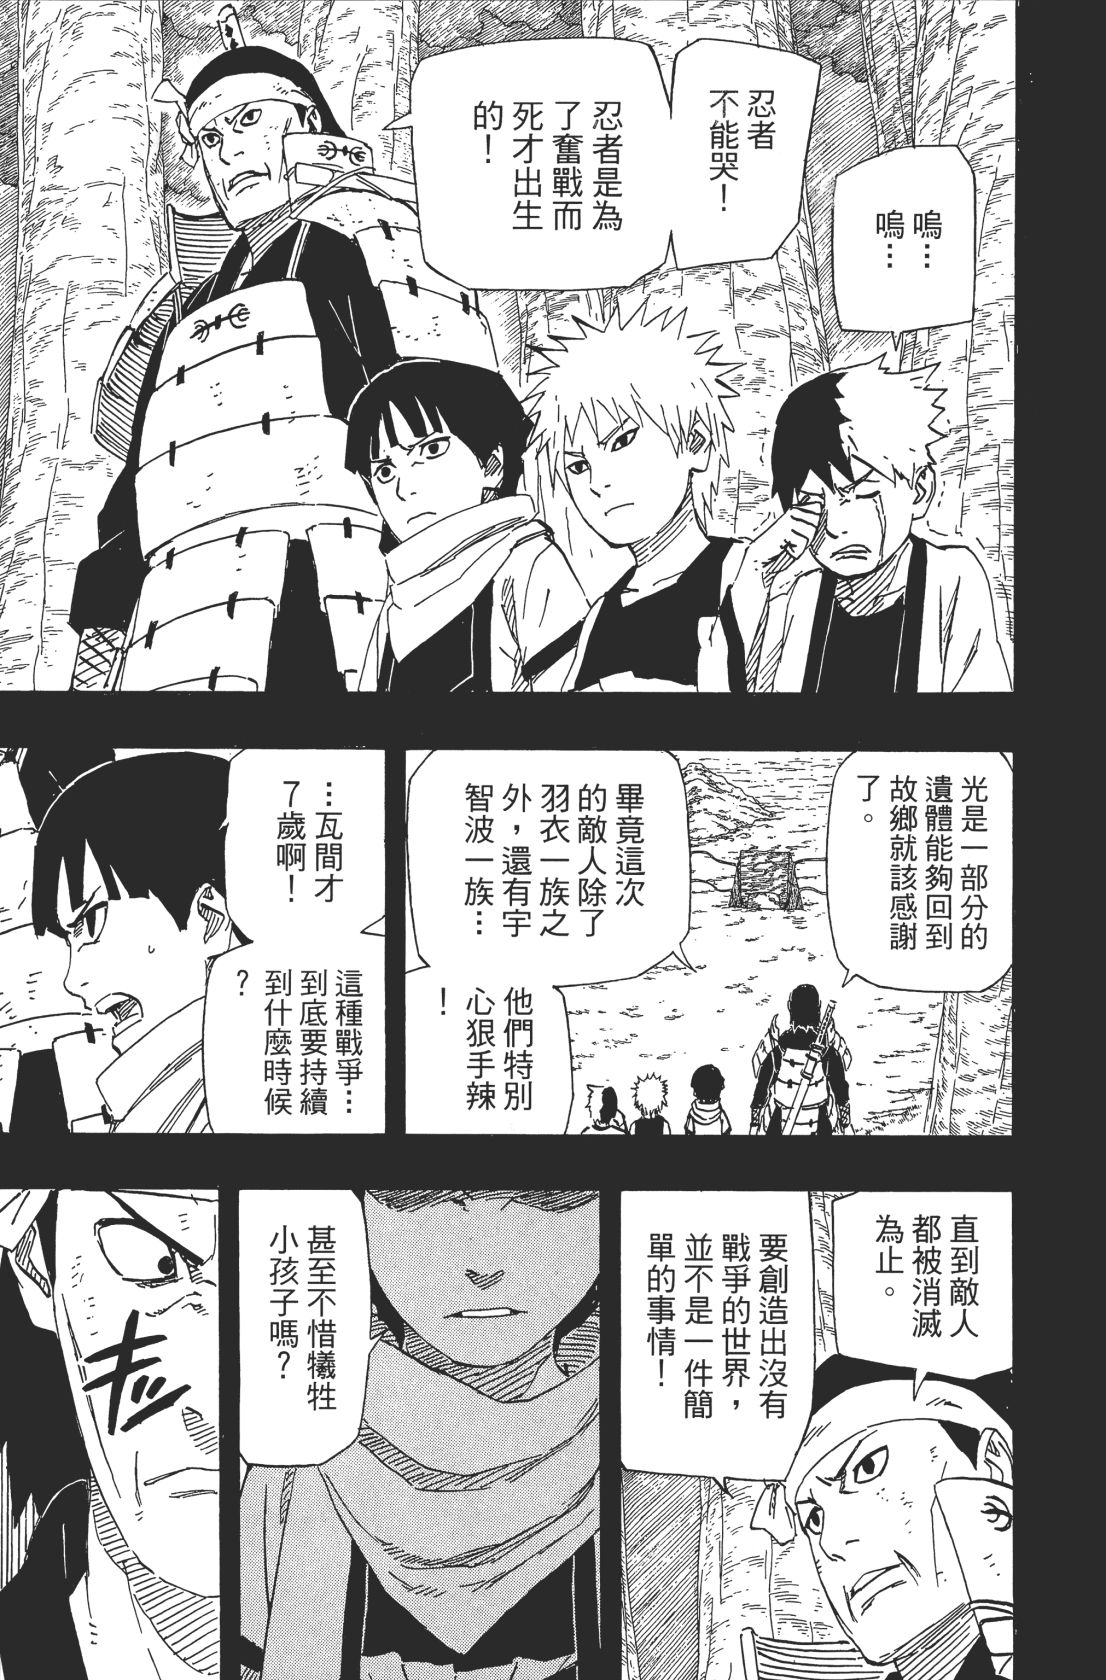 嗚…
嗚…
忍者
不能哭！
忍者是為
了奮戰而
死才出生
的！
光是一部分的
遺體能夠回到
故鄉就該感謝
了。
畢竟這次
的敵人除了
羽衣一族之
外，還有宇
智波一族…
他們特別
心狠手辣
！
…瓦間才
7歲啊！
這種戰爭…
到底要持續
到什麼時候
？
直到敵人
都被消滅
為止。
要創造出沒有
戰爭的世界，
並不是一件簡
單的事情！
甚至不惜犧牲
小孩子嗎？